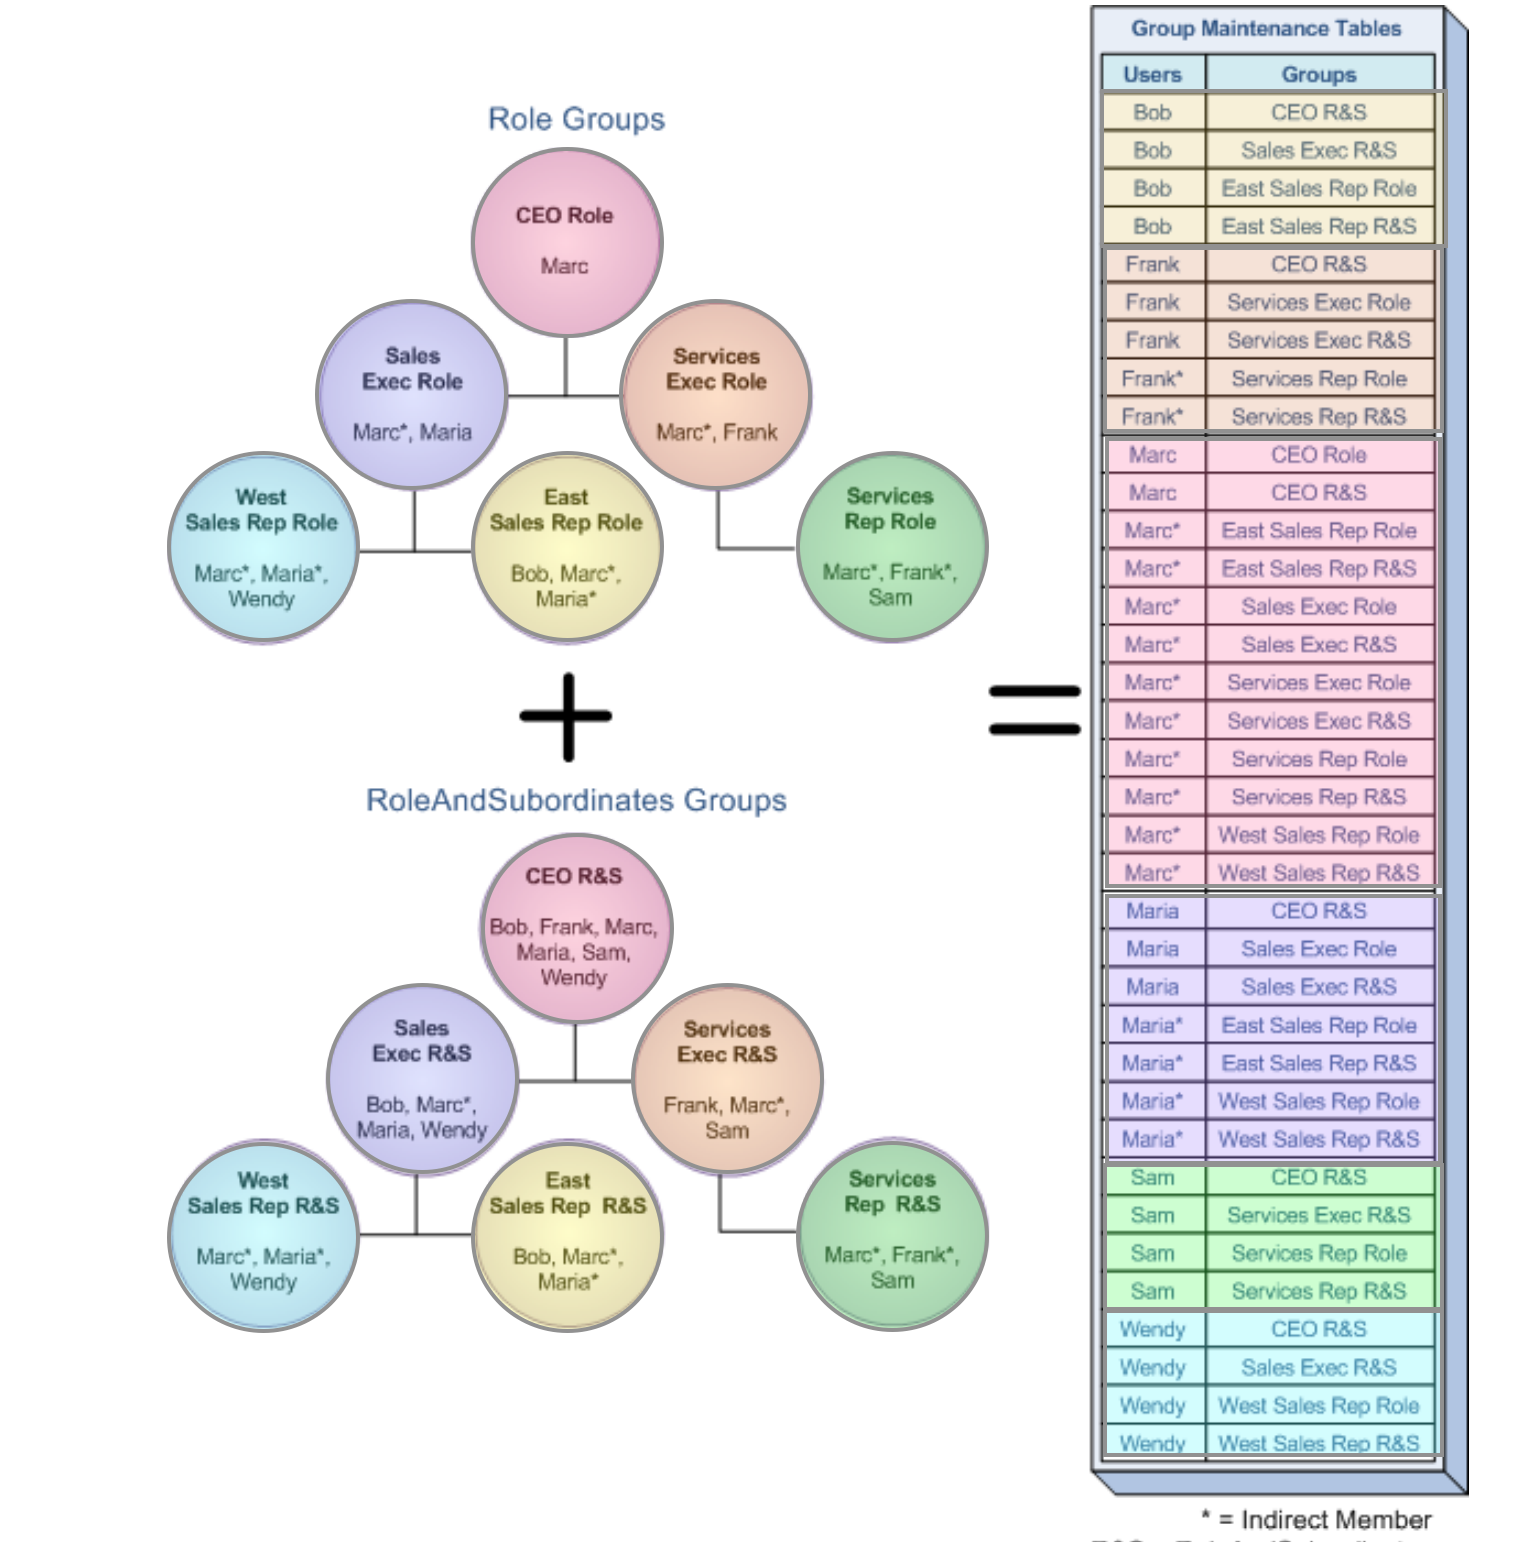 Role Groups
CEO Role
Marc
Sales
Exec Role
Marc*, Maria
Services
Exec Role
Marc*, Frank
West
Sales Rep Role
Marc*, Maria*,
Wendy
East
Sales Rep Role
Bob, Marc*,
Maria*
Services
Rep Role
Marc*, Frank*,
Sam
+
RoleAndSubordinates Groups
CEO R&S
Bob, Frank, Marc,
Maria, Sam,
Wendy
Sales
Exec R&S
Bob, Marc*,
Maria, Wendy
Services
Exec R&S
Frank, Marc*,
Sam
West
Sales Rep R&S
Marc*, Maria*,
Wendy
East
Sales Rep R&S
Bob, Marc*,
Maria*
Services
Rep R&S
Marc*, Frank*,
Sam
=
Group Maintenance Tables
Users Groups
Bob CEO R&S
Bob Sales Exec R&S
Bob East Sales Rep Role
Bob East Sales Rep R&S
Frank CEO R&S
Frank Services Exec Role
Frank Services Exec R&S
Frank* Services Rep Role
Frank* Services Rep R&S
Marc CEO Role
Marc CEO R&S
Marc* East Sales Rep Role
Marc* East Sales Rep R&S
Marc* Sales Exec Role
Marc* Sales Exec R&S
Marc* Services Exec Role
Marc* Services Exec R&S
Marc* Services Rep Role
Marc* Services Rep R&S
Marc* West Sales Rep Role
Marc* West Sales Rep R&S
Maria CEO R&S
Maria Sales Exec Role
Maria Sales Exec R&S
Maria* East Sales Rep Role
Maria* East Sales Rep R&S
Maria* West Sales Rep Role
Maria* West Sales Rep R&S
Sam CEO R&S
Sam Services Exec R&S
Sam Services Rep Role
Sam Services Rep R&S
Wendy CEO R&S
Wendy Sales Exec R&S
Wendy West Sales Rep Role
Wendy West Sales Rep R&S
* = Indirect Member